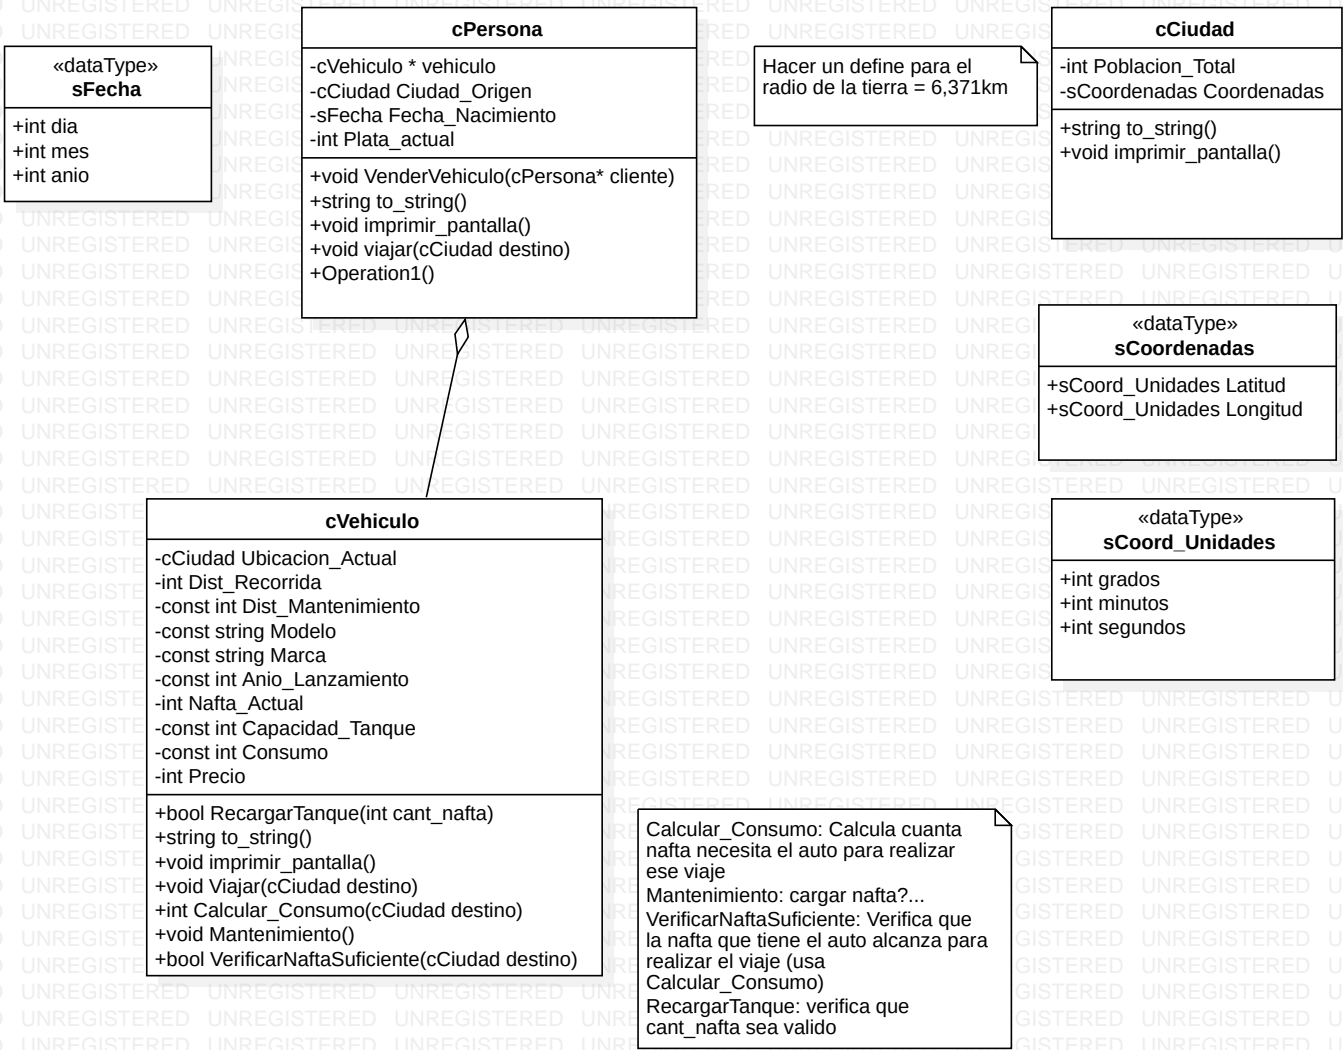 «dataType»
sFecha
+int dia
+int mes
+int anio
cPersona
-cVehiculo * vehiculo
-cCiudad Ciudad_Origen
-sFecha Fecha_Nacimiento
-int Plata_actual
+void VenderVehiculo(cPersona* cliente)
+string to_string()
+void imprimir_pantalla()
+void viajar(cCiudad destino)
+Operation1()
Hacer un define para el
radio de la tierra = 6,371km
cCiudad
-int Poblacion_Total
-sCoordenadas Coordenadas
+string to_string()
+void imprimir_pantalla()
«dataType»
sCoordenadas
+sCoord_Unidades Latitud
+sCoord_Unidades Longitud
«dataType»
sCoord_Unidades
+int grados
+int minutos
+int segundos
cVehiculo
-cCiudad Ubicacion_Actual
-int Dist_Recorrida
-const int Dist_Mantenimiento
-const string Modelo
-const string Marca
-const int Anio_Lanzamiento
-int Nafta_Actual
-const int Capacidad_Tanque
-const int Consumo
-int Precio
+bool RecargarTanque(int cant_nafta)
+string to_string()
+void imprimir_pantalla()
+void Viajar(cCiudad destino)
+int Calcular_Consumo(cCiudad destino)
+void Mantenimiento()
+bool VerificarNaftaSuficiente(cCiudad destino)
Calcular_Consumo: Calcula cuanta
nafta necesita el auto para realizar
ese viaje
Mantenimiento: cargar nafta?...
VerificarNaftaSuficiente: Verifica que
la nafta que tiene el auto alcanza para
realizar el viaje (usa
Calcular_Consumo)
RecargarTanque: verifica que
cant_nafta sea valido
UNREGISTERED